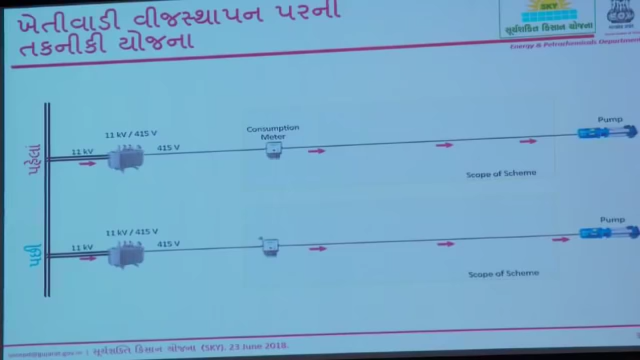 ખેતીવાડી વીજસ્થાપન પરની
તકનીકી યોજના
SKY
સૂર્યશક્તિ કિસાન યોજના
Energy & Petrochemicals Department
પહેલાં
11 kV
11 kV / 415 V
415 V
Consumption
Meter
Pump
Scope of Scheme
પછી
11 kV
11 kV / 415 V
415 V
Pump
Scope of Scheme
સૂર્યશક્તિ કિસાન યોજના (SKY). 23 June 2018.